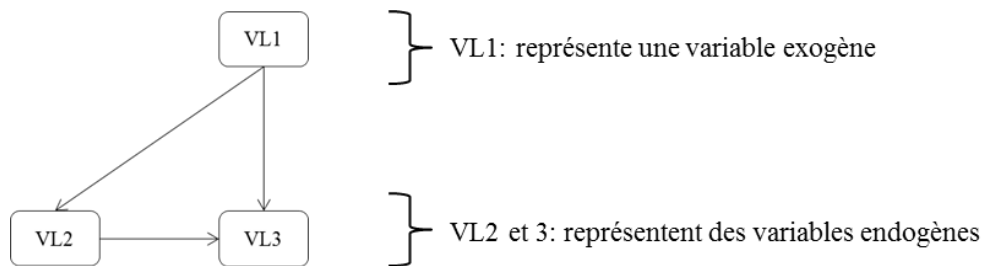 VL1
VL1: représente une variable exogène
VL2
VL3
VL2 et 3: représentent des variables endogènes